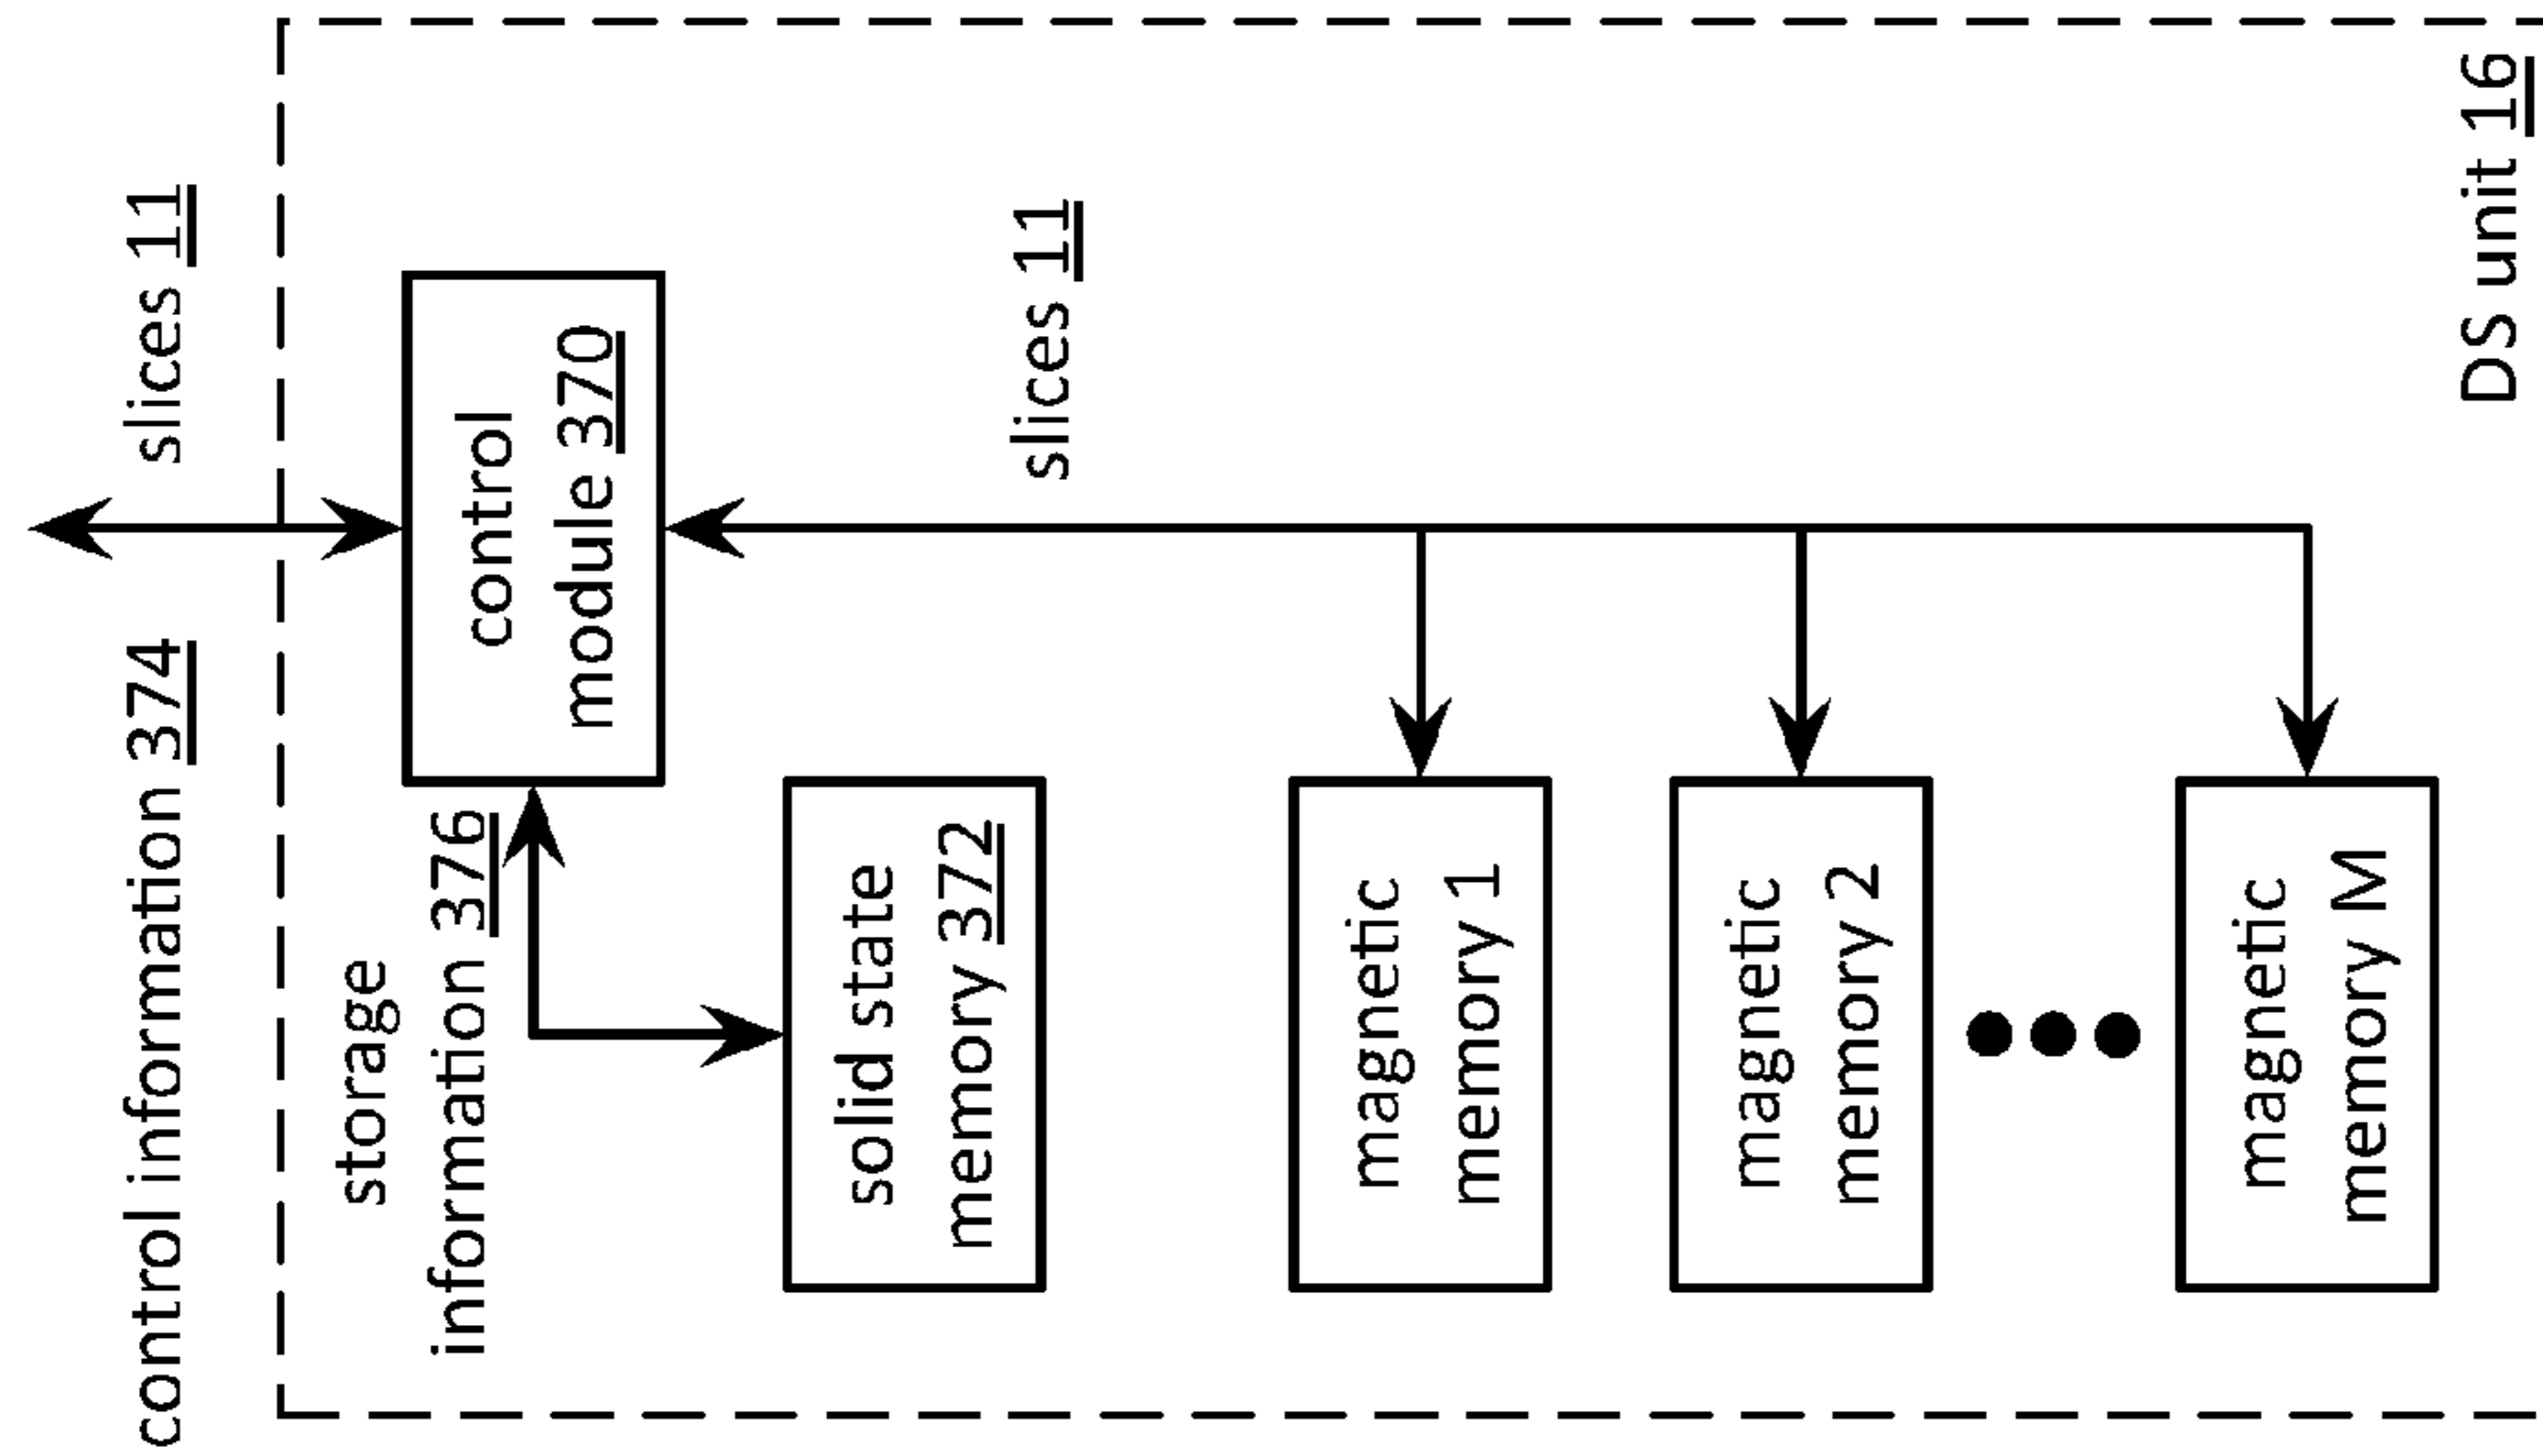 control information 374
slices 11
storage
information 376
control
module 370
solid state
memory 372
slices 11
magnetic
memory 1
magnetic
memory 2
magnetic
memory M
DS unit 16